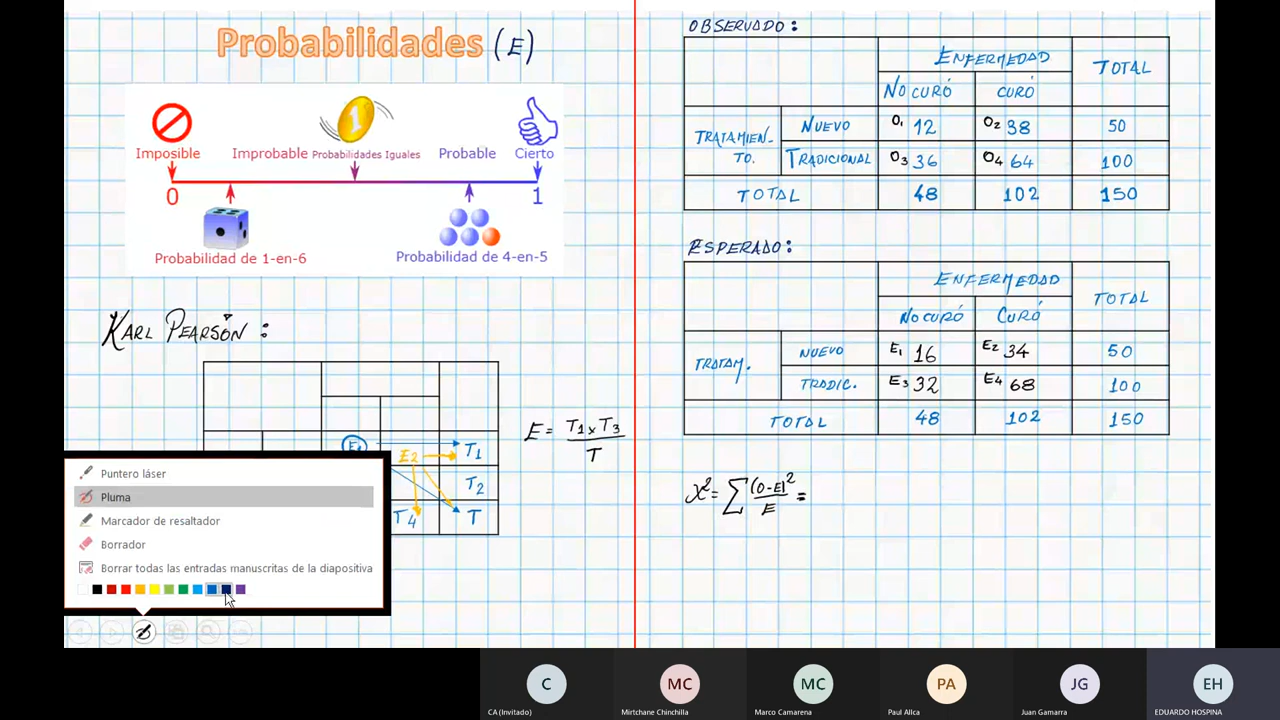 Probabilidades (E)
Imposible
Improbable
Probabilidades Iguales
Probable
Cierto
0
1
Probabilidad de 1-en-6
Probabilidad de 4-en-5
KARL PEARSON :
E1
E2
T1
T2
T4
T
E = T1 x T3
T
Puntero láser
Pluma
Marcador de resaltador
Borrador
Borrar todas las entradas manuscritas de la diapositiva
OBSERVADO:
ENFERMEDAD
TOTAL
NO CURÓ
CURÓ
TRATAMIEN-
TO.
NUEVO
O1 12
O2 38
50
TRADICIONAL
O3 36
O4 64
100
TOTAL
48
102
150
ESPERADO:
ENFERMEDAD
TOTAL
NO CURÓ
CURÓ
TRATAM.
NUEVO
E1 16
E2 34
50
TRADIC.
E3 32
E4 68
100
TOTAL
48
102
150
X² = ∑ (O-E)² =
E
C
MC
MC
PA
JG
EH
CA (Invitado)
Mirtchane Chinchilla
Marco Camarena
Paul Allca
Juan Gamarra
EDUARDO HOSPINA